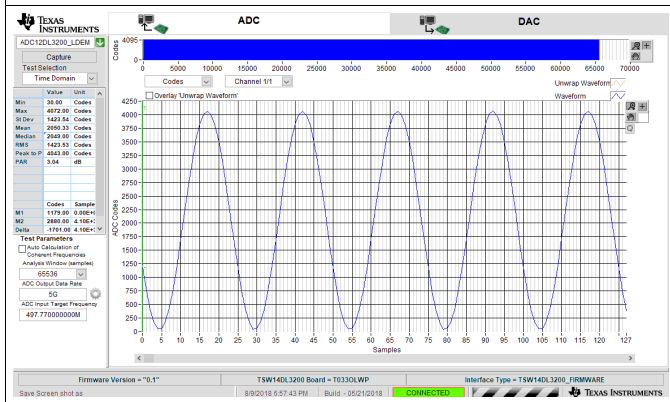 TEXAS INSTRUMENTS
ADC
DAC
ADC12DL3200_LDEM
Capture
Test Selection
Time Domain
Value Unit
Min 30.00 Codes
Max 4072.00 Codes
St Dev 1423.54 Codes
Mean 2050.33 Codes
Median 2049.00 Codes
RMS 1423.53 Codes
Peak to P 4043.00 Codes
PAR 3.04 dB
Codes Sample
M1 1179.00 0.00E+
M2 2880.00 4.10E+
Delta -1701.00 4.10E+
Test Parameters
Auto Calculation of
Coherent Frequencies
Analysis Window (samples)
65536
ADC Output Data
Rate
5G
ADC Input Target Frequency
497.770000000M
Codes
4095
0
0 5000 10000 15000 20000 25000 30000 35000 40000 45000 50000 55000 60000 65000 70000
Codes
Channel 1/1
Unwrap Waveform
Overlay 'Unwrap Waveform'
Waveform
ADC Codes
4250
4000
3750
3500
3250
3000
2750
2500
2250
2000
1750
1500
1250
1000
750
500
250
0
0 5 10 15 20 25 30 35 40 45 50 55 60 65 70 75 80 85 90 95 100 105 110 115 120 127
Samples
Firmware Version = "0.1"
TSW14DL3200 Board = T033OLWP
Interface Type = TSW14DL3200_FIRMWARE
Save Screen shot as
8/9/2018 6:57:43 PM
Build - 05/21/2018
CONNECTED
TEXAS INSTRUMENTS